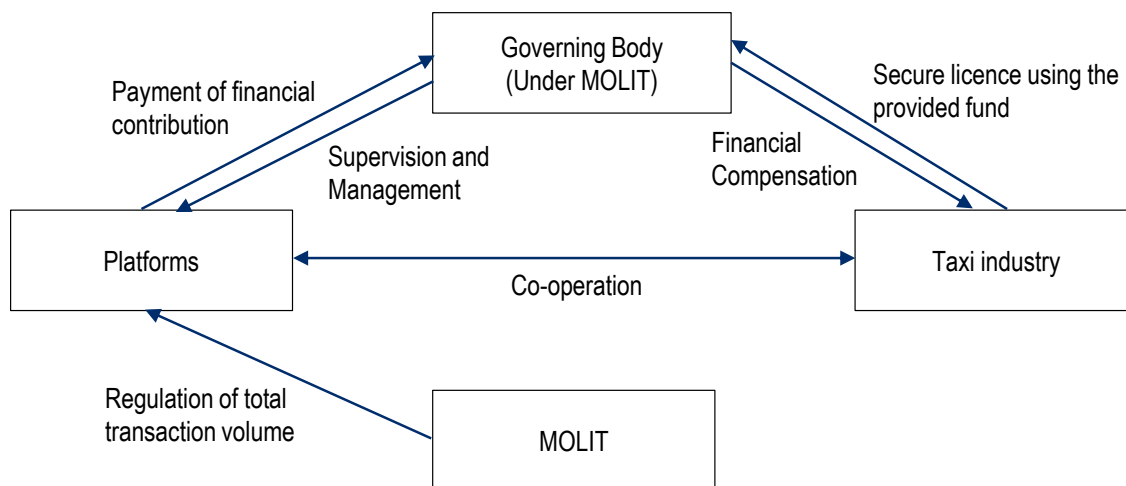 Governing Body
(Under MOLIT)
Payment of financial
contribution
Secure licence using the
provided fund
Supervision and
Management
Financial
Compensation
Platforms
Taxi industry
Co-operation
Regulation of total
transaction volume
MOLIT